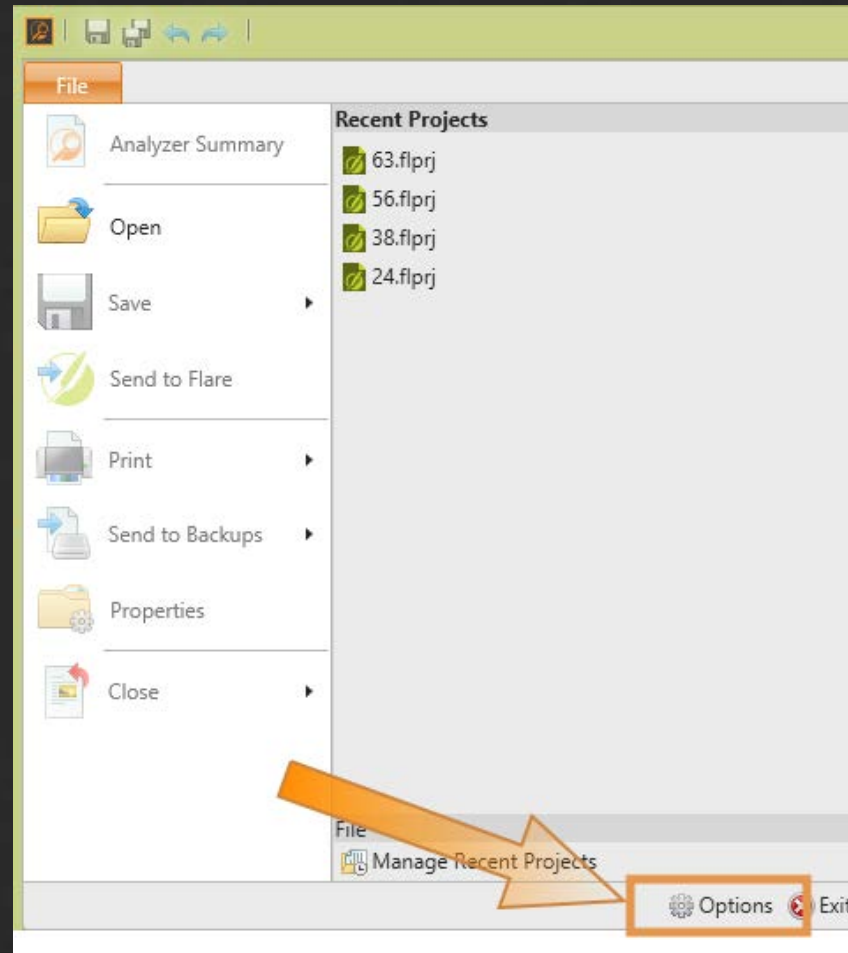 File
Analyzer Summary
Open
Save
Send to Flare
Print
Send to Backups
Properties
Close
Recent Projects
63.flprj
56.flprj
38.flprj
24.flprj
File
Manage Recent Projects
Options
Exit